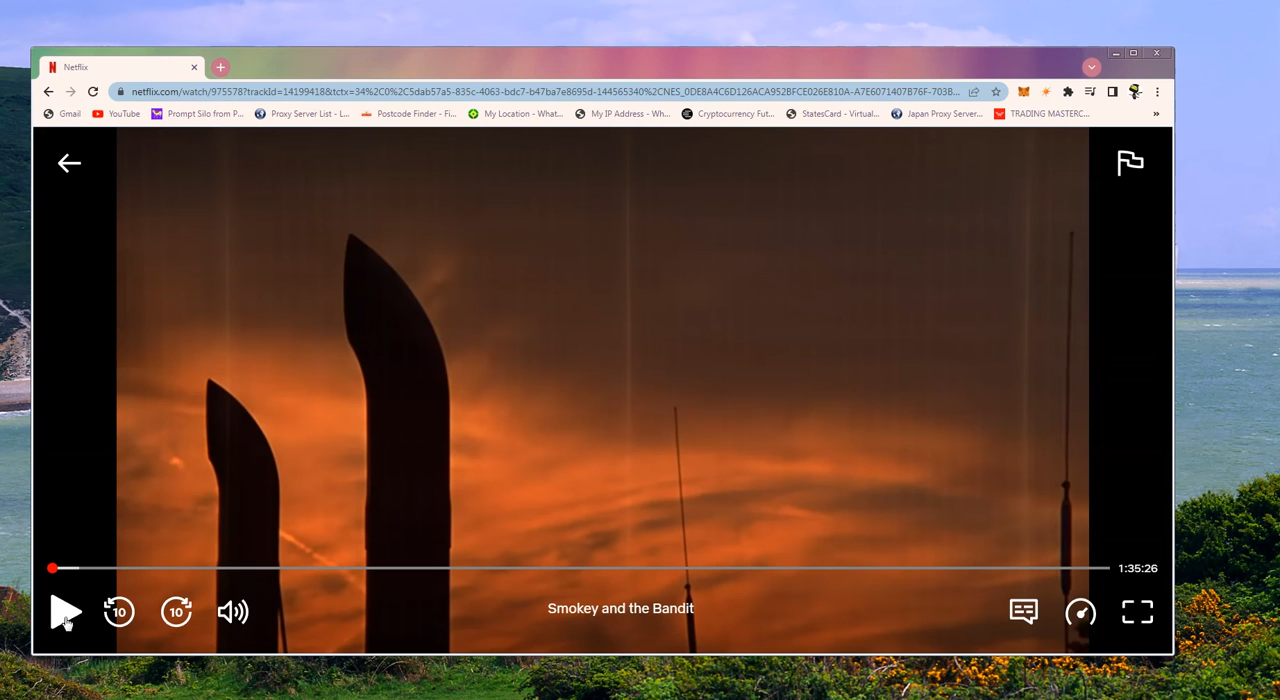 Netflix
netflix.com/watch/975578?trackId=14199418&tctx=34%2C0%2C5dab57a5-835c-4063-bdc7-b47ba7e8695d-144565340%2CNES_0DE8A4C6D126ACA952BFCE026E810A-A7E6071407B76F-703B...
Gmail YouTube Prompt Silo from P... Proxy Server List - L... Postcode Finder - Fi... My Location - What... My IP Address - Wh... Cryptocurrency Fut... StatesCard - Virtual... Japan Proxy Server... TRADING MASTERC... »
1:35:26
10 10 Smokey and the Bandit